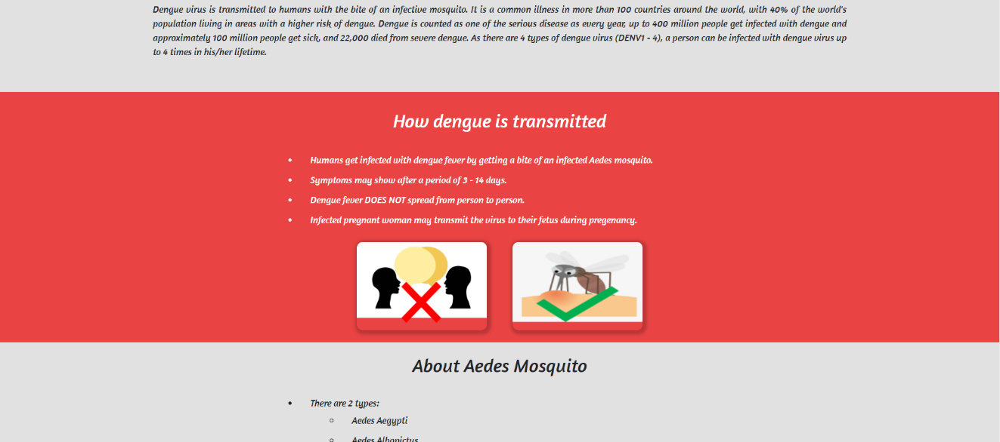 Dengue virus is transmitted to humans with the bite of an infective mosquito. It is a common illness in more than 100 countries around the world, with 40% of the world's
population living in areas with a higher risk of dengue. Dengue is counted as one of the serious disease as every year, up to 400 million people get infected with dengue and
approximately 100 million people get sick, and 22,000 died from severe dengue. As there are 4 types of dengue virus (DENV1 - 4), a person can be infected with dengue virus up
to 4 times in his/her lifetime.
How dengue is transmitted
• Humans get infected with dengue fever by getting a bite of an infected Aedes mosquito.
• Symptoms may show after a period of 3 - 14 days.
• Dengue fever DOES NOT spread from person to person.
• Infected pregnant woman may transmit the virus to their fetus during pregenancy.
About Aedes Mosquito
• There are 2 types:
○ Aedes Aegypti
○ Aedes Albopictus